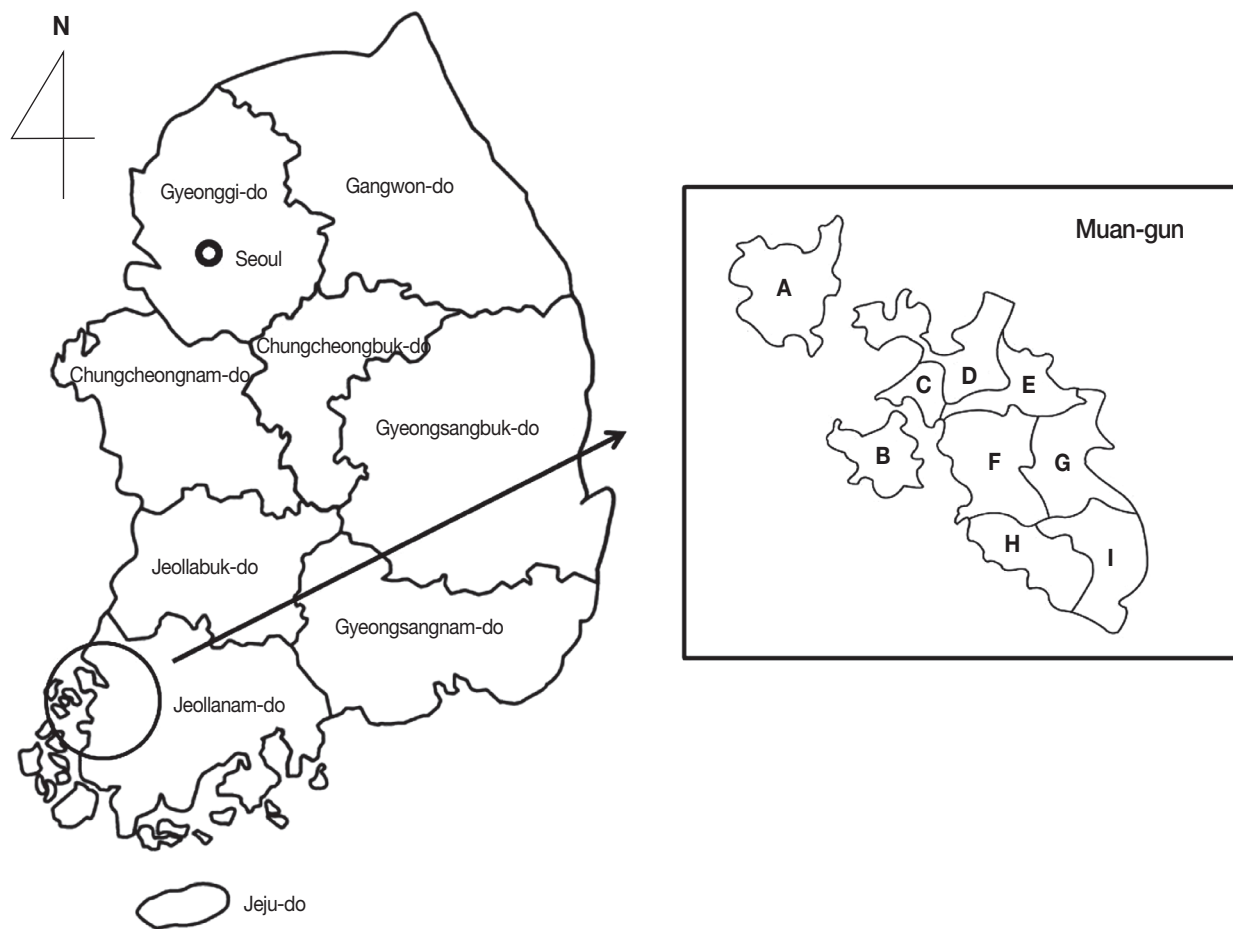 N
Gyeonggi-do
Gangwon-do
Seoul
Chungcheongbuk-do
Chungcheongnam-do
Gyeongsangbuk-do
Jeollabuk-do
Gyeongsangnam-do
Jeollanam-do
Jeju-do
Muan-gun
A
C
D
E
B
F
G
H
I